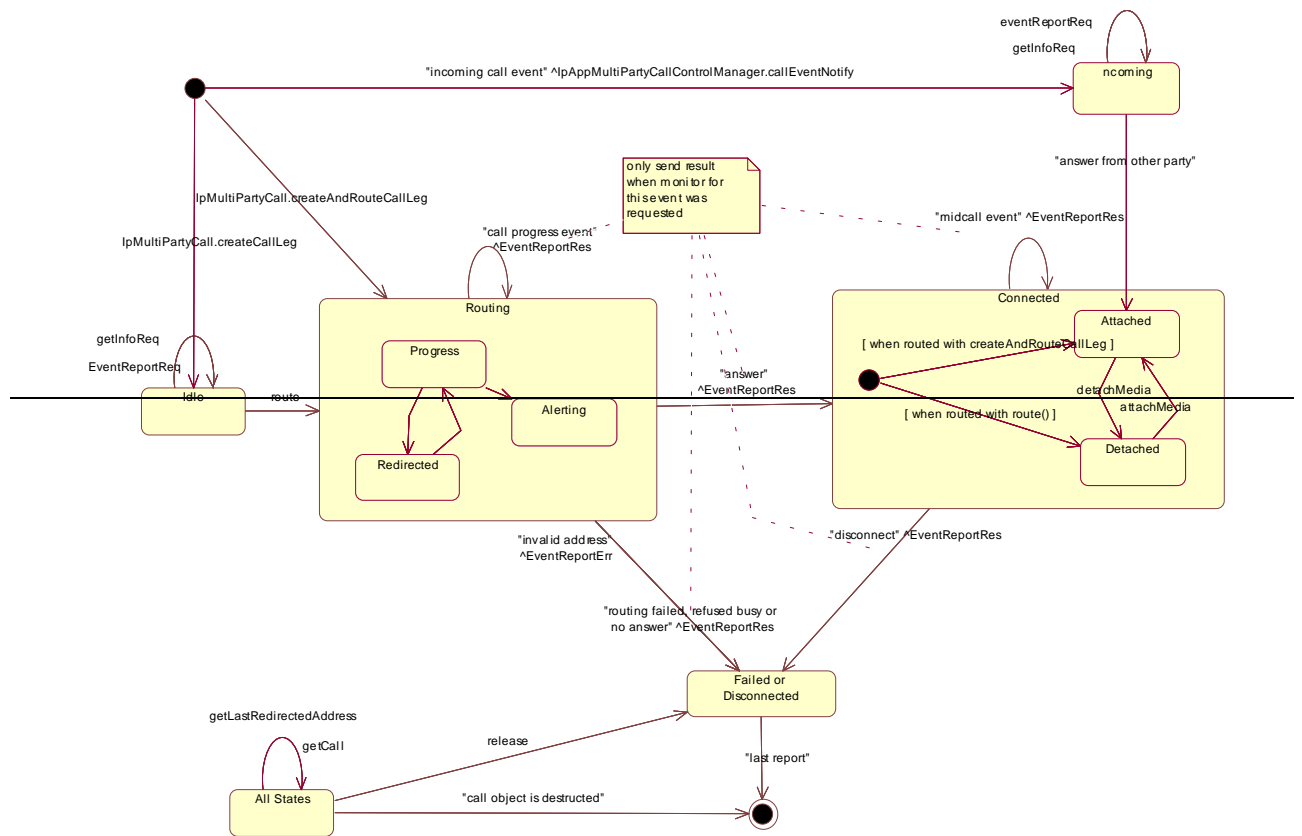 eventReportReq
getInfoReq
"incoming call event" ^IpAppMultiPartyCallControlManager.callEventNotify
ncoming
only send result
when monitor for
this event was
requested
"answer from other party"
IpMultiPartyCall.createAndRouteCallLeg
"midcall event" ^EventReportRes
"call progress event"
^EventReportRes
IpMultiPartyCall.createCallLeg
Routing
Connected
Attached
getInfoReq
EventReportReq
Progress
[ when routed with createAndRouteCallLeg ]
"answer"
^EventReportRes
detachMedia
attachMedia
Idle
route
Alerting
[ when routed with route() ]
Redirected
Detached
"invalid address"
^EventReportErr
"disconnect" ^EventReportRes
"routing failed, refused busy or
no answer" ^EventReportRes
Failed or
Disconnected
getLastRedirectedAddress
getCall
release
"last report"
All States
"call object is destructed"